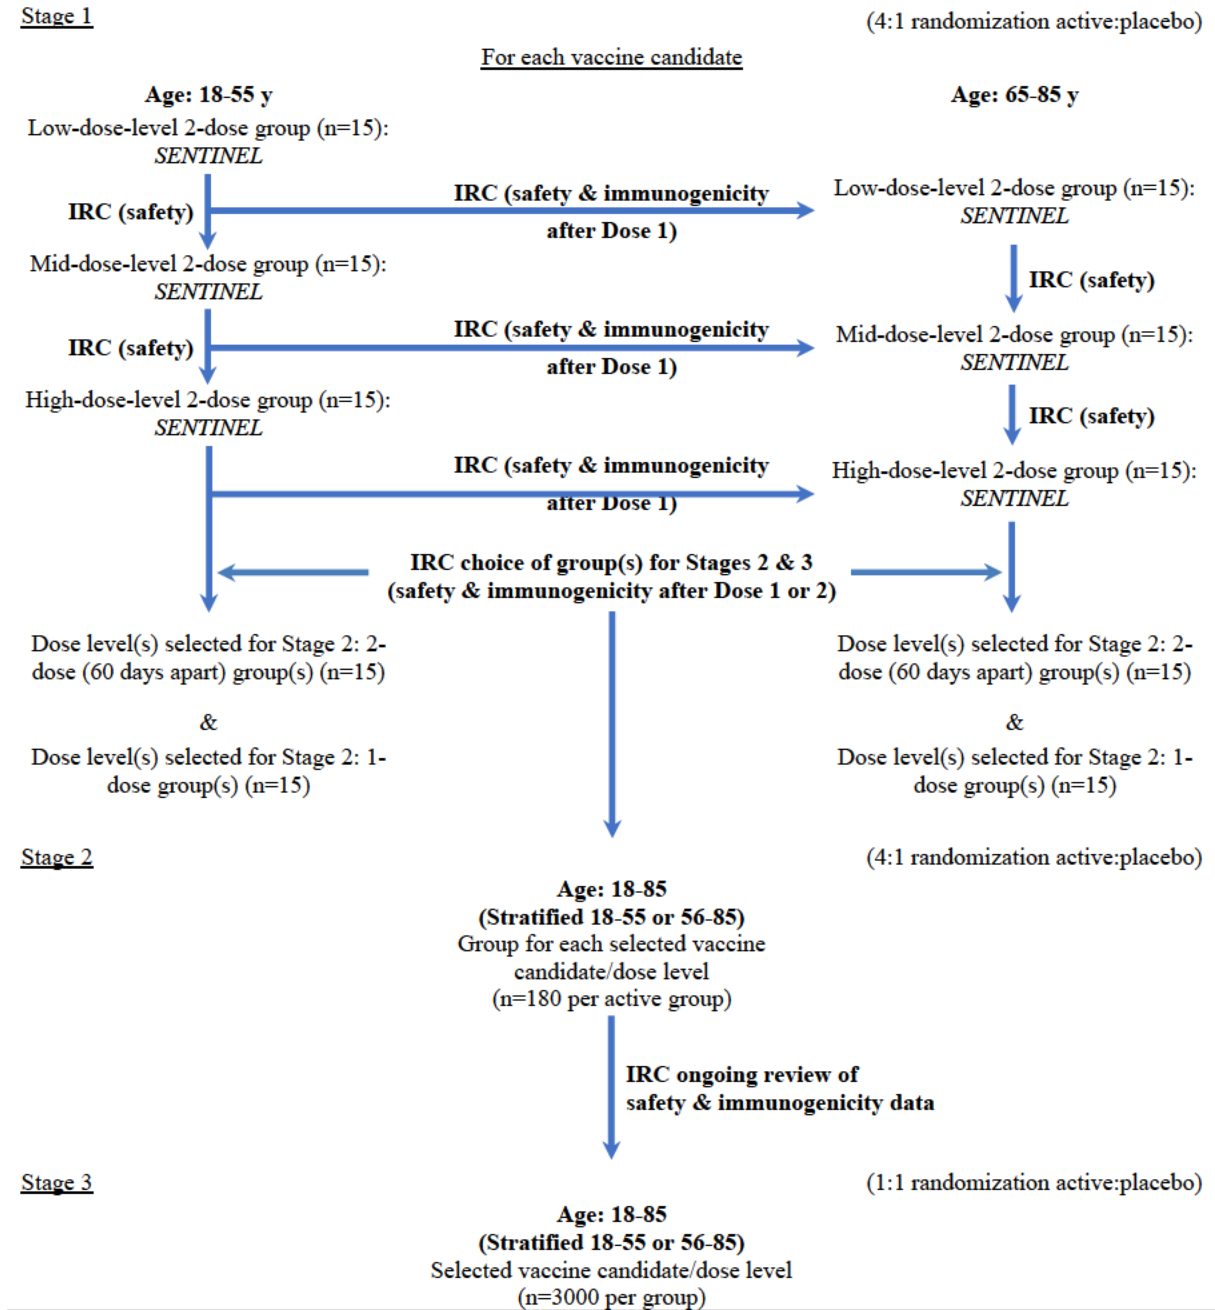 Stage 1
(4:1 randomization active:placebo)
For each vaccine candidate
Age: 18-55 y
Age: 65-85 y
Low-dose-level 2-dose group (n=15):
SENTINEL
IRC (safety)
IRC (safety & immunogenicity
after Dose 1)
Low-dose-level 2-dose group (n=15):
SENTINEL
Mid-dose-level 2-dose group (n=15):
SENTINEL
IRC (safety)
IRC (safety)
IRC (safety & immunogenicity
after Dose 1)
Mid-dose-level 2-dose group (n=15):
SENTINEL
High-dose-level 2-dose group (n=15):
SENTINEL
IRC (safety)
IRC (safety & immunogenicity
after Dose 1)
High-dose-level 2-dose group (n=15):
SENTINEL
IRC choice of group(s) for Stages 2 & 3
(safety & immunogenicity after Dose 1 or 2)
Dose level(s) selected for Stage 2: 2-
dose (60 days apart) group(s) (n=15)
&
Dose level(s) selected for Stage 2: 1-
dose group(s) (n=15)
Dose level(s) selected for Stage 2: 2-
dose (60 days apart) group(s) (n=15)
&
Dose level(s) selected for Stage 2: 1-
dose group(s) (n=15)
Stage 2
(4:1 randomization active:placebo)
Age: 18-85
(Stratified 18-55 or 56-85)
Group for each selected vaccine
candidate/dose level
(n=180 per active group)
IRC ongoing review of
safety & immunogenicity data
Stage 3
(1:1 randomization active:placebo)
Age: 18-85
(Stratified 18-55 or 56-85)
Selected vaccine candidate/dose level
(n=3000 per group)